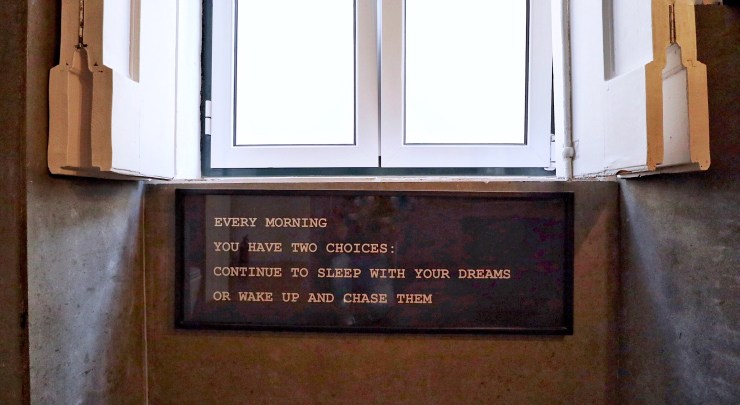 EVERY MORNING
YOU HAVE TWO CHOICES:
CONTINUE TO SLEEP WITH YOUR DREAMS
OR WAKE UP AND CHASE THEM